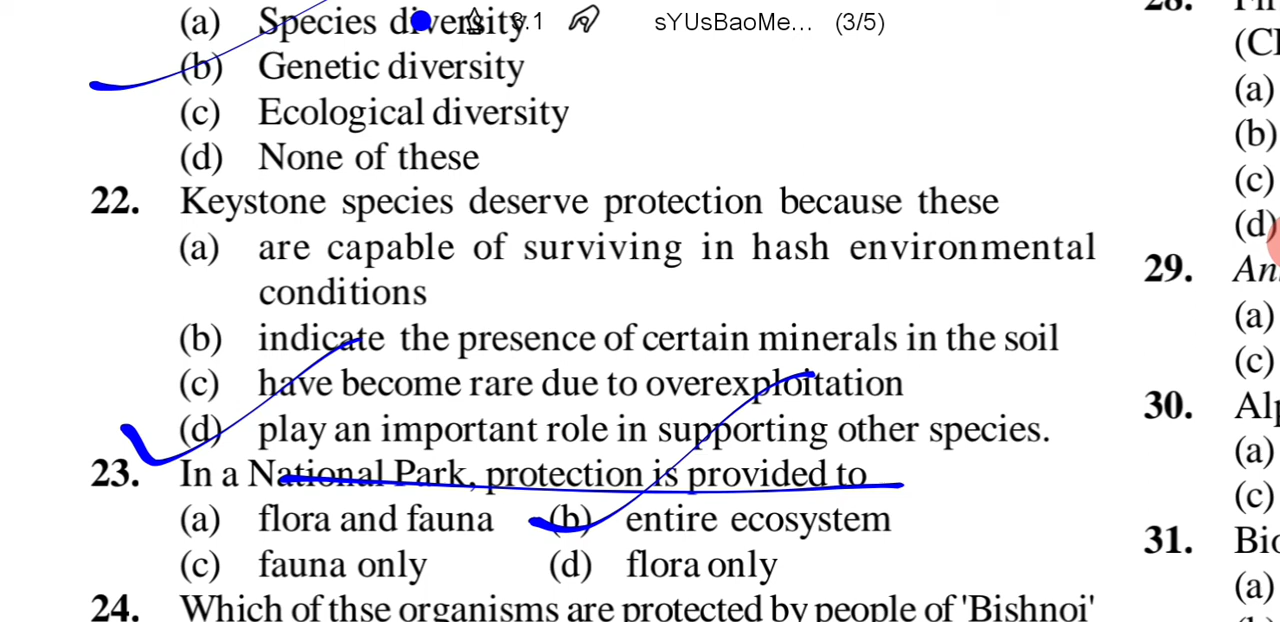 (a) Species diversity
3.1 sYUsBaoMe... (3/5)
(b) Genetic diversity
(c) Ecological diversity
(d) None of these
22. Keystone species deserve protection because these
(a) are capable of surviving in hash environmental
conditions
(b) indicate the presence of certain minerals in the soil
(c) have become rare due to overexploitation
(d) play an important role in supporting other species.
23. In a National Park, protection is provided to
(a) flora and fauna (b) entire ecosystem
(c) fauna only (d) flora only
24. Which of thse organisms are protected by people of 'Bishnoi'
28.
(a)
(b)
(c)
(d)
29.
(a)
(c)
30.
(a)
(c)
31.
(a)